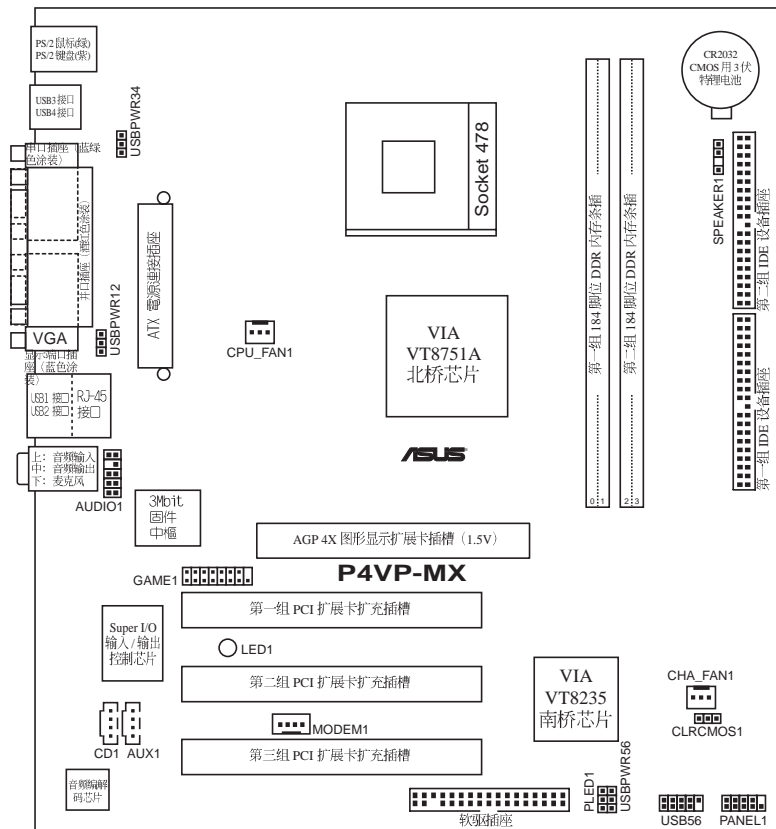 PS/2 鼠标(绿)
PS/2 键盘(紫)
USB3 接口
USB4 接口
USBPWR34
串口插座（蓝绿
色涂装）
并口插座（酒红色涂装）
VGA
显示端口插
座（蓝色涂
装）
USBPWR12
USB1 接口
USB2 接口
RJ-45
接口
上：音频输入
中：音频输出
下：麦克风
AUDIO1
ATX 電源連接插座
CPU_FAN1
Socket 478
VIA
VT8751A
北桥芯片
ASUS
第一组 184 脚位 DDR 内存条插
0 1
第二组 184 脚位 DDR 内存条插
2 3
CR2032
CMOS 用 3 伏
特锂电池
SPEAKER1
第二组 IDE 设备插座
第一组 IDE 设备插座
3Mbit
固件
中樞
AGP 4X 图形显示扩展卡插槽（1.5V）
P4VP-MX
GAME1
第一组 PCI 扩展卡扩充插槽
Super I/O
输入 / 输出
控制芯片
LED1
第二组 PCI 扩展卡扩充插槽
VIA
VT8235
南桥芯片
CHA_FAN1
CLRCMOS1
CD1
AUX1
MODEM1
第三组 PCI 扩展卡扩充插槽
音频编解
码芯片
软驱插座
PLED1
USBPWR56
USB56
PANEL1